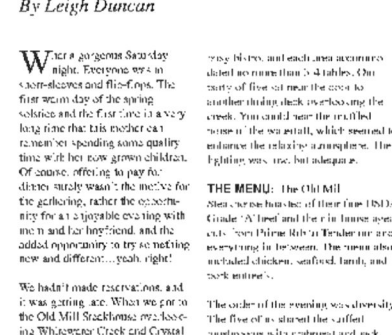 By Leigh Duncan
What a gorgeous Saturday
night. Everyone was in
short-sleeves and flip-flops. The
first warm day of the spring
solstice and the first time in a very
long time that this mother can
remember spending some quality
time with her now grown children.
Of course, offering to pay for
dinner surely wasn't the motive for
the gathering, rather the opportu-
nity for an enjoyable evening with
mom and her boyfriend, and the
added opportunity to try something
new and different...yeah, right!
We hadn't made reservations, and
it was getting late. When we got to
the Old Mill Steakhouse overlook-
ing Whitewater Creek and Crystal
cozy bistro, and each area accommo
dated no more than 3-4 tables. Our
party of five sat near the door to
another dining deck overlooking the
creek. You could hear the muffled
noise of the waterfall, which seemed to
enhance the relaxing atmosphere. The
lighting was low, but adequate.
THE MENU: The Old Mill
Steakhouse boasted of their fine USDA
Grade 'A' beef and their in house aged
cuts, from Prime Rib to Tenderloin and
everything in between. The menu also
included chicken, seafood, lamb, and
pork entree's.
The order of the evening was diversity.
The five of us shared the stuffed
mushrooms with crabmeat and jack